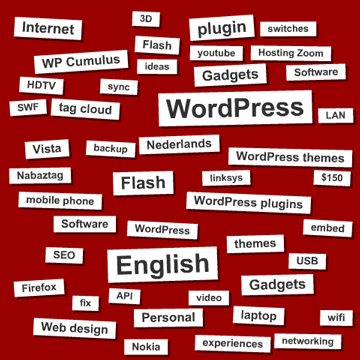 Internet
3D
plugin
switches
WP Cumulus
Flash
youtube
Hosting Zoom
ideas
Gadgets
Software
HDTV
sync
SWF
tag cloud
WordPress
LAN
Vista
backup
Nederlands
WordPress themes
Nabaztag
Flash
linksys
$150
mobile phone
WordPress plugins
Software
WordPress
embed
themes
SEO
English
USB
Firefox
API
video
Gadgets
fix
Web design
Personal
laptop
wifi
Nokia
experiences
networking